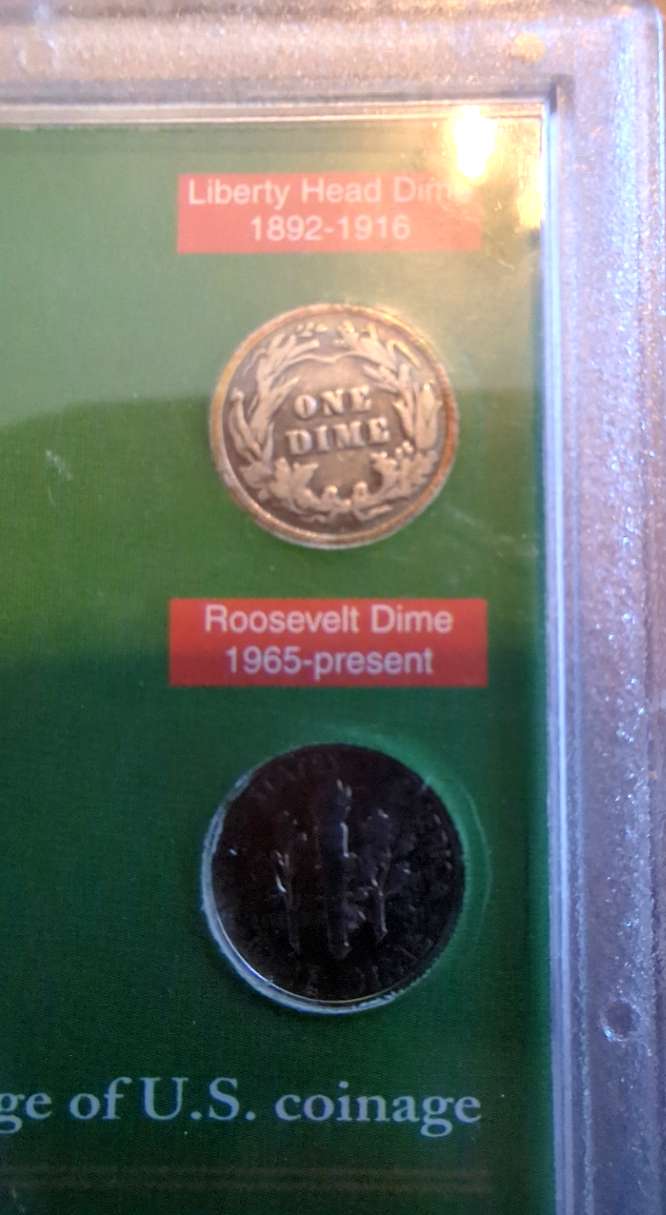 Liberty Head Dime
1892-1916
ONE
DIME
Roosevelt Dime
1965-present
of U.S. coinage